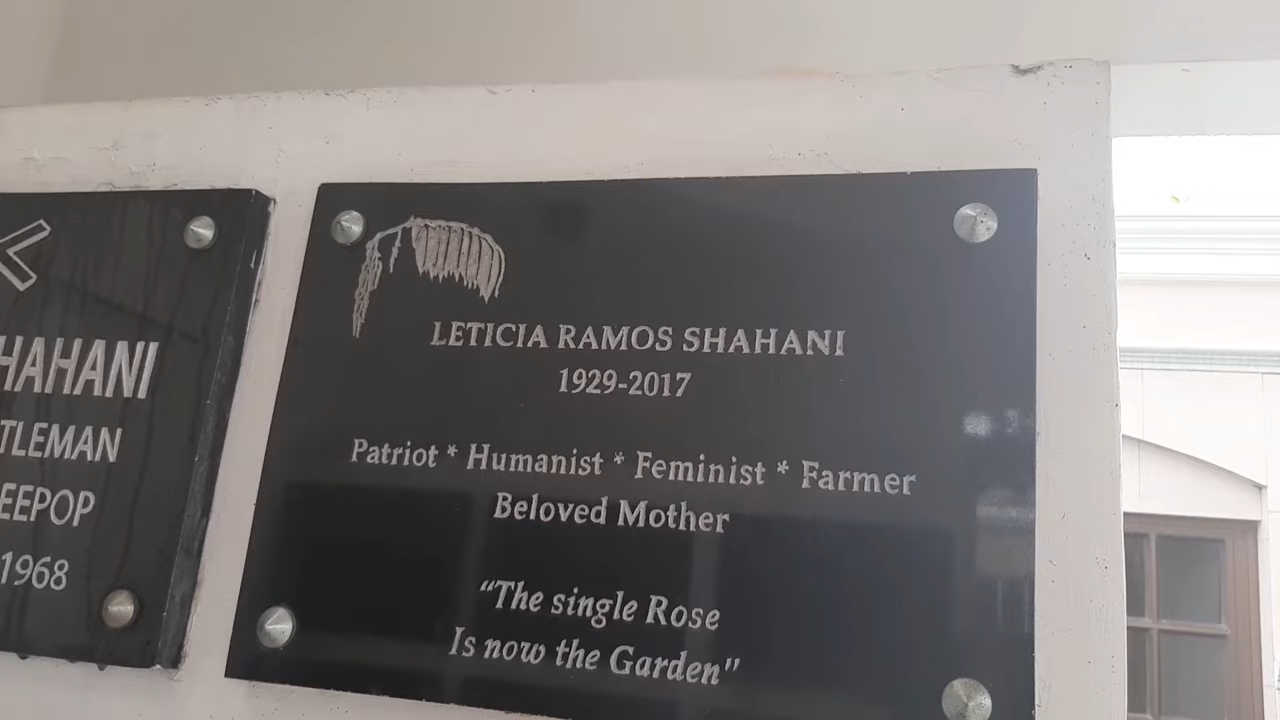 HAHANI
TLEMAN
EEPOP
1968
LETICIA RAMOS SHAHANI
1929-2017
Patriot * Humanist * Feminist * Farmer
Beloved Mother
“The single Rose
Is now the Garden”